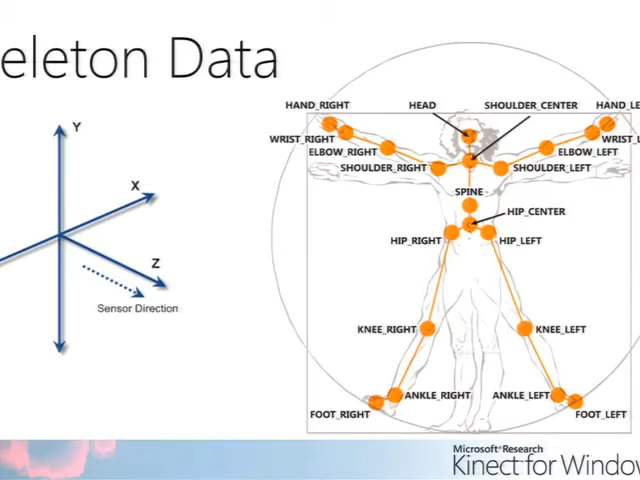 eleton Data
Y
X
Z
Sensor Direction
HAND_RIGHT
HEAD
SHOULDER_CENTER
HAND_LE
WRIST_RIGHT
WRIST_L
ELBOW_RIGHT
ELBOW_LEFT
SHOULDER_RIGHT
SHOULDER_LEFT
SPINE
HIP_CENTER
HIP_RIGHT
HIP_LEFT
KNEE_RIGHT
KNEE_LEFT
ANKLE_RIGHT
ANKLE_LEFT
FOOT_RIGHT
FOOT_LEFT
Microsoft® Research
Kinect for Window